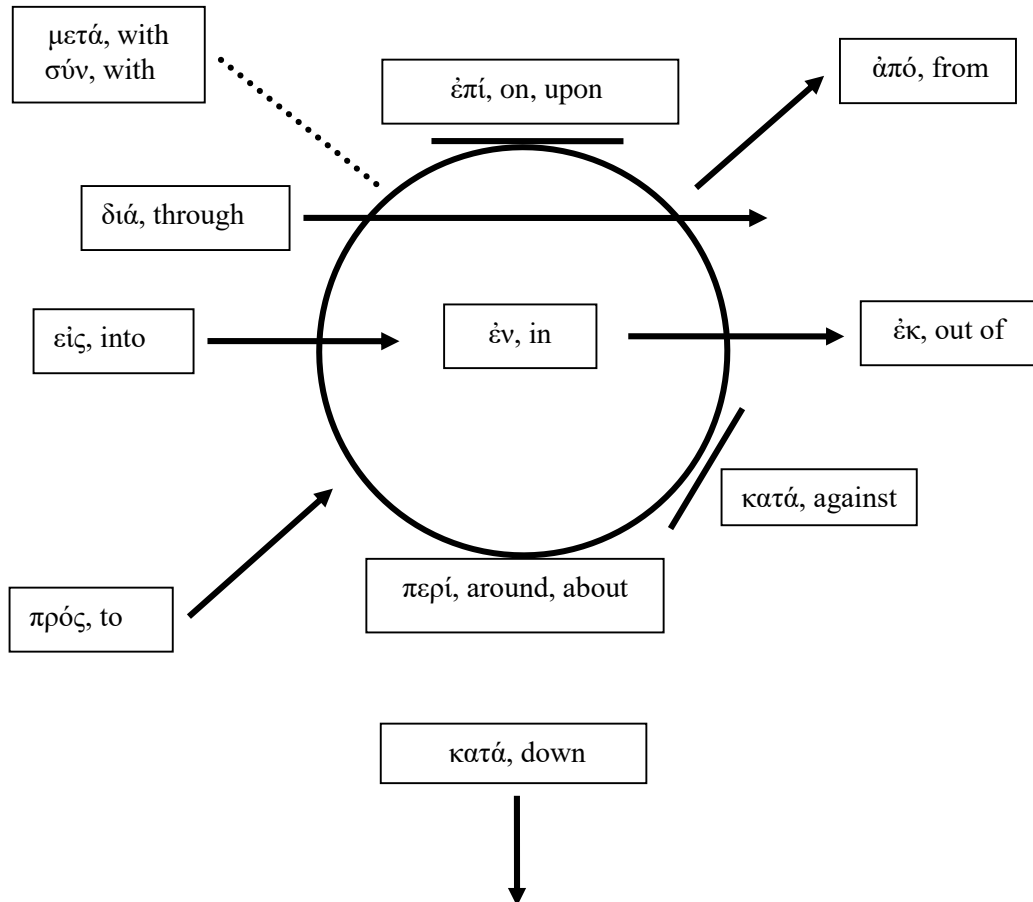 μετά, with
σύν, with
ἐπί, on, upon
ἀπό, from
διά, through
εἰς, into
ἐν, in
ἐκ, out of
κατά, against
περί, around, about
πρός, to
κατά, down